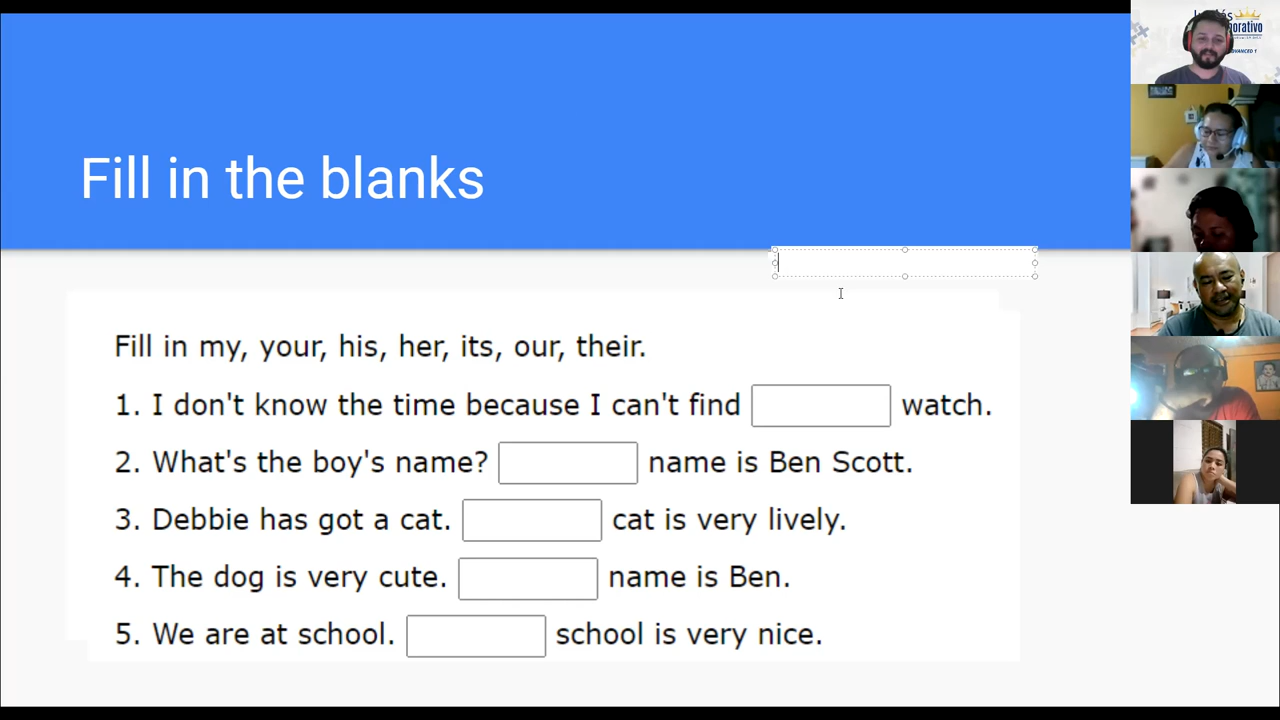 Fill in the blanks
Fill in my, your, his, her, its, our, their.
1. I don't know the time because I can't find watch.
2. What's the boy's name? name is Ben Scott.
3. Debbie has got a cat. cat is very lively.
4. The dog is very cute. name is Ben.
5. We are at school. school is very nice.